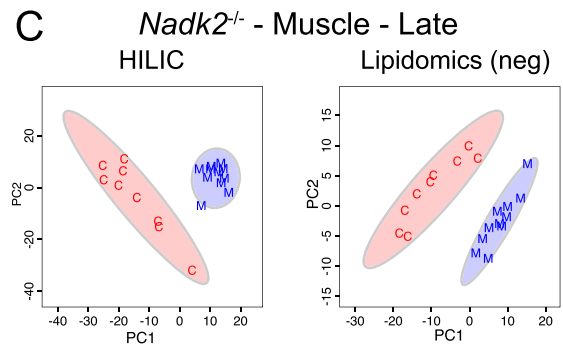 C
Nadk2-/- - Muscle - Late
HILIC
Lipidomics (neg)
PC2
20
0
-20
-40
C C C C C C C C C C
M M M M M M M M M M M
-40 -30 -20 -10 0 10 20
PC1
PC2
15
10
5
0
-5
-10
-15
C C C C C C C C C
M M M M M M M M M M M
-30 -20 -10 0 10 20
PC1